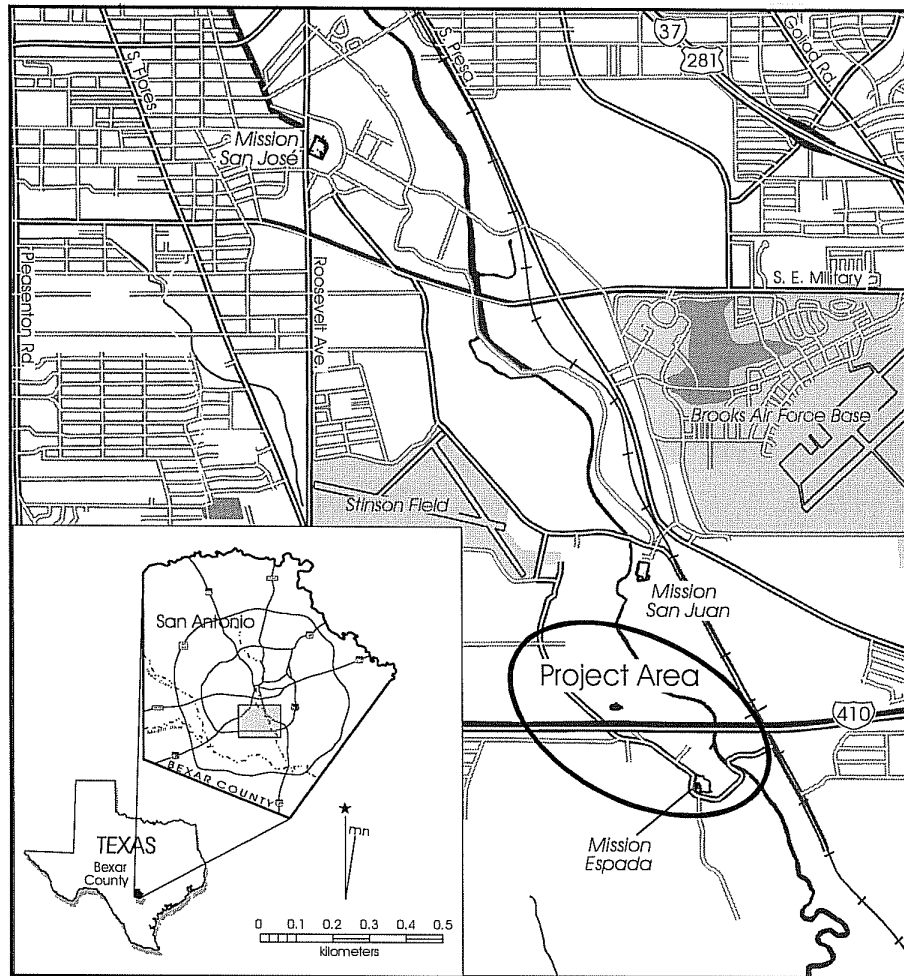 S. Flores
S. Presa
37
281
Goliad Rd
Mission
San José
Pleasanton Rd
Roosevelt Ave
S. E. Military
Brooks Air Force Base
Stinson Field
Mission
San Juan
Project Area
410
Mission
Espada
San Antonio
BEXAR COUNTY
TEXAS
Bexar
County
mn
0 0.1 0.2 0.3 0.4 0.5
kilometers